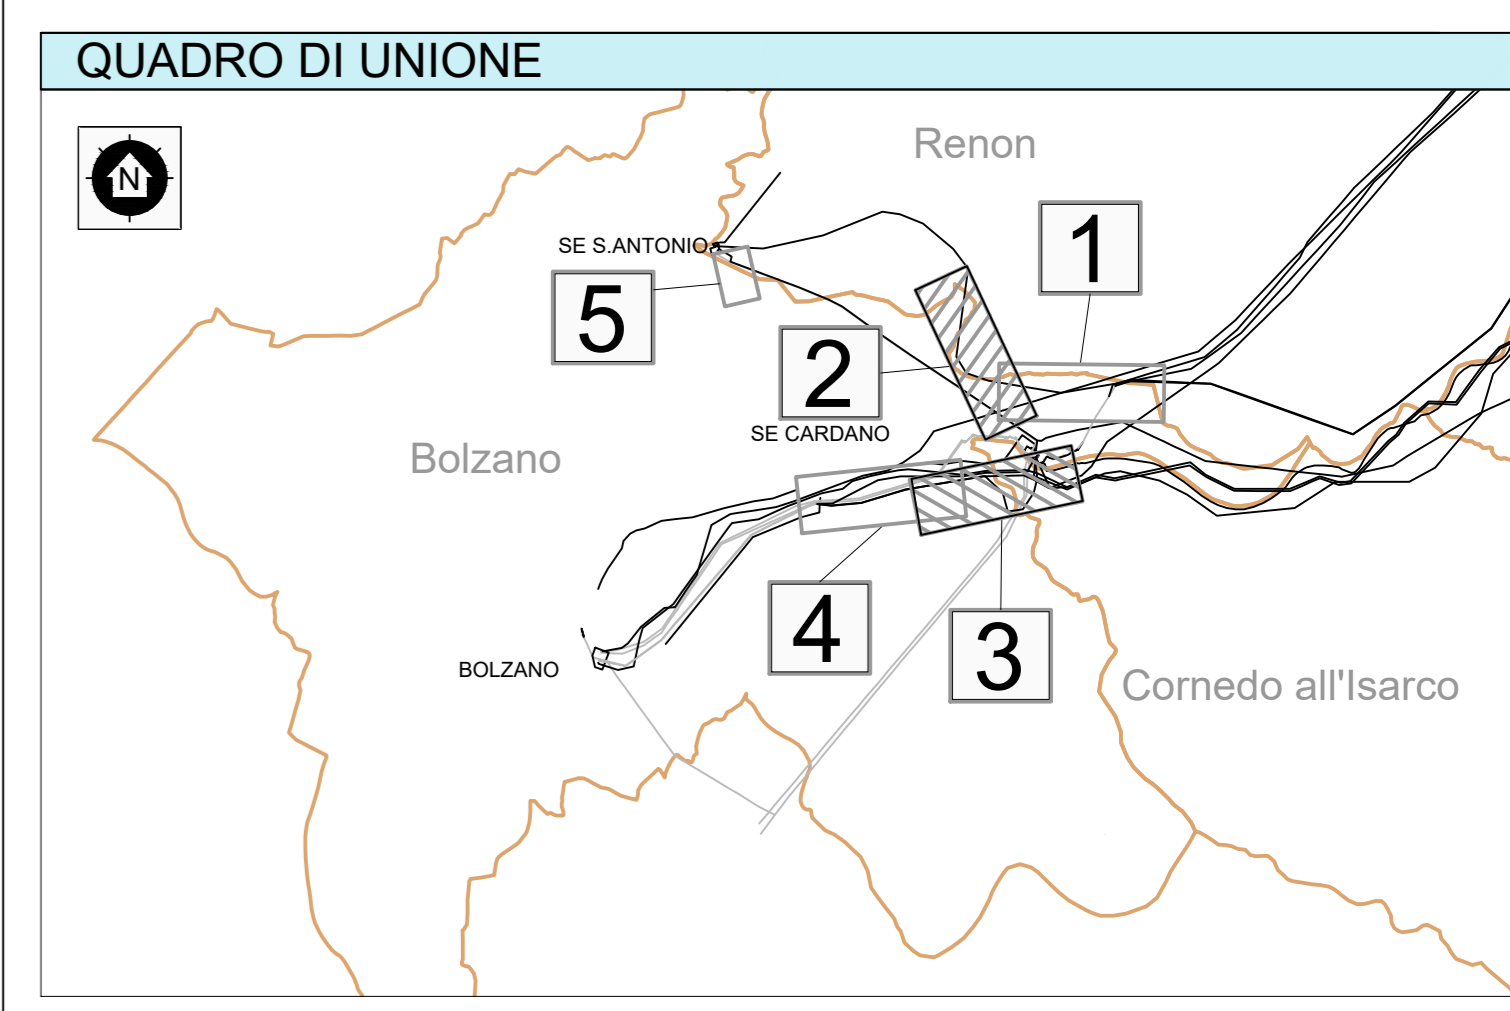 QUADRO DI UNIONE
N
Renon
1
SE S.ANTONIO
5
2
SE CARDANO
Bolzano
4
3
BOLZANO
Cornedo all'Isarco